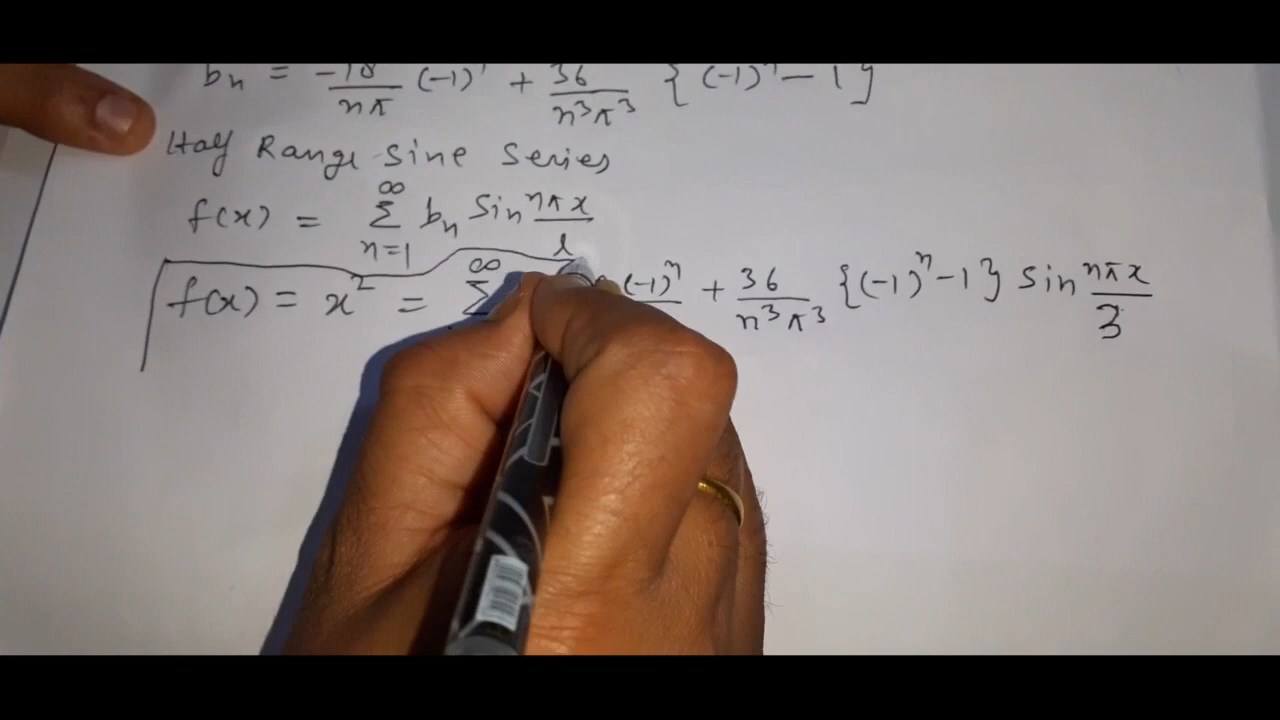 bn = -18/nπ (-1)ⁿ + 36/n³π³ {(-1)ⁿ - 1}
Half Range Sine Series
f(x) = ∞Σn=1 bn Sin nπx/l
f(x) = x² = ∞Σ (-1)ⁿ + 36/n³π³ {(-1)ⁿ-1} Sin nπx/3